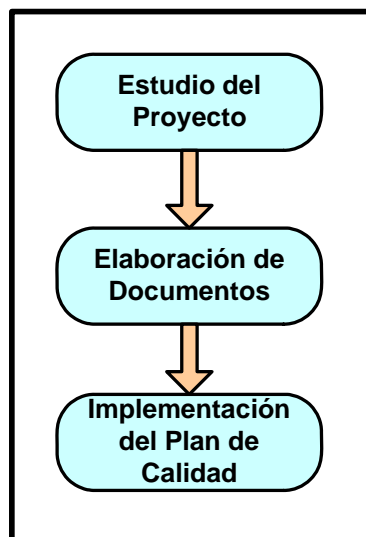 Estudio del
Proyecto
Elaboración de
Documentos
Implementación
del Plan de
Calidad